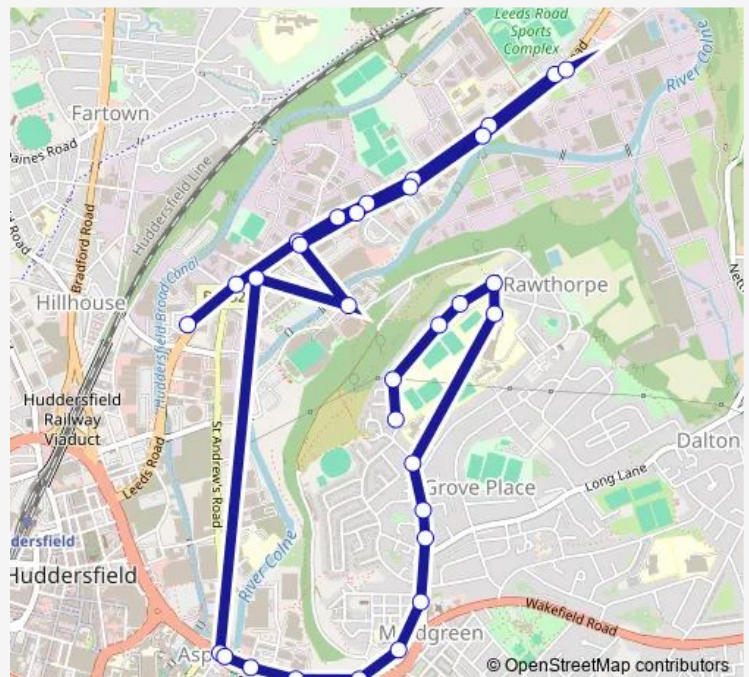 Leeds Road
Sports
Complex
River Colne
Fartown
Huddersfield Line
Bradford Road
Huddersfield Broad Canal
Hillhouse
Rawthorpe
Huddersfield
Railway
Viaduct
Leeds Road
St Andrew's Road
Dalton
Long Lane
Grove Place
River Colne
Huddersfield
Wakefield Road
© OpenStreetMap contributors